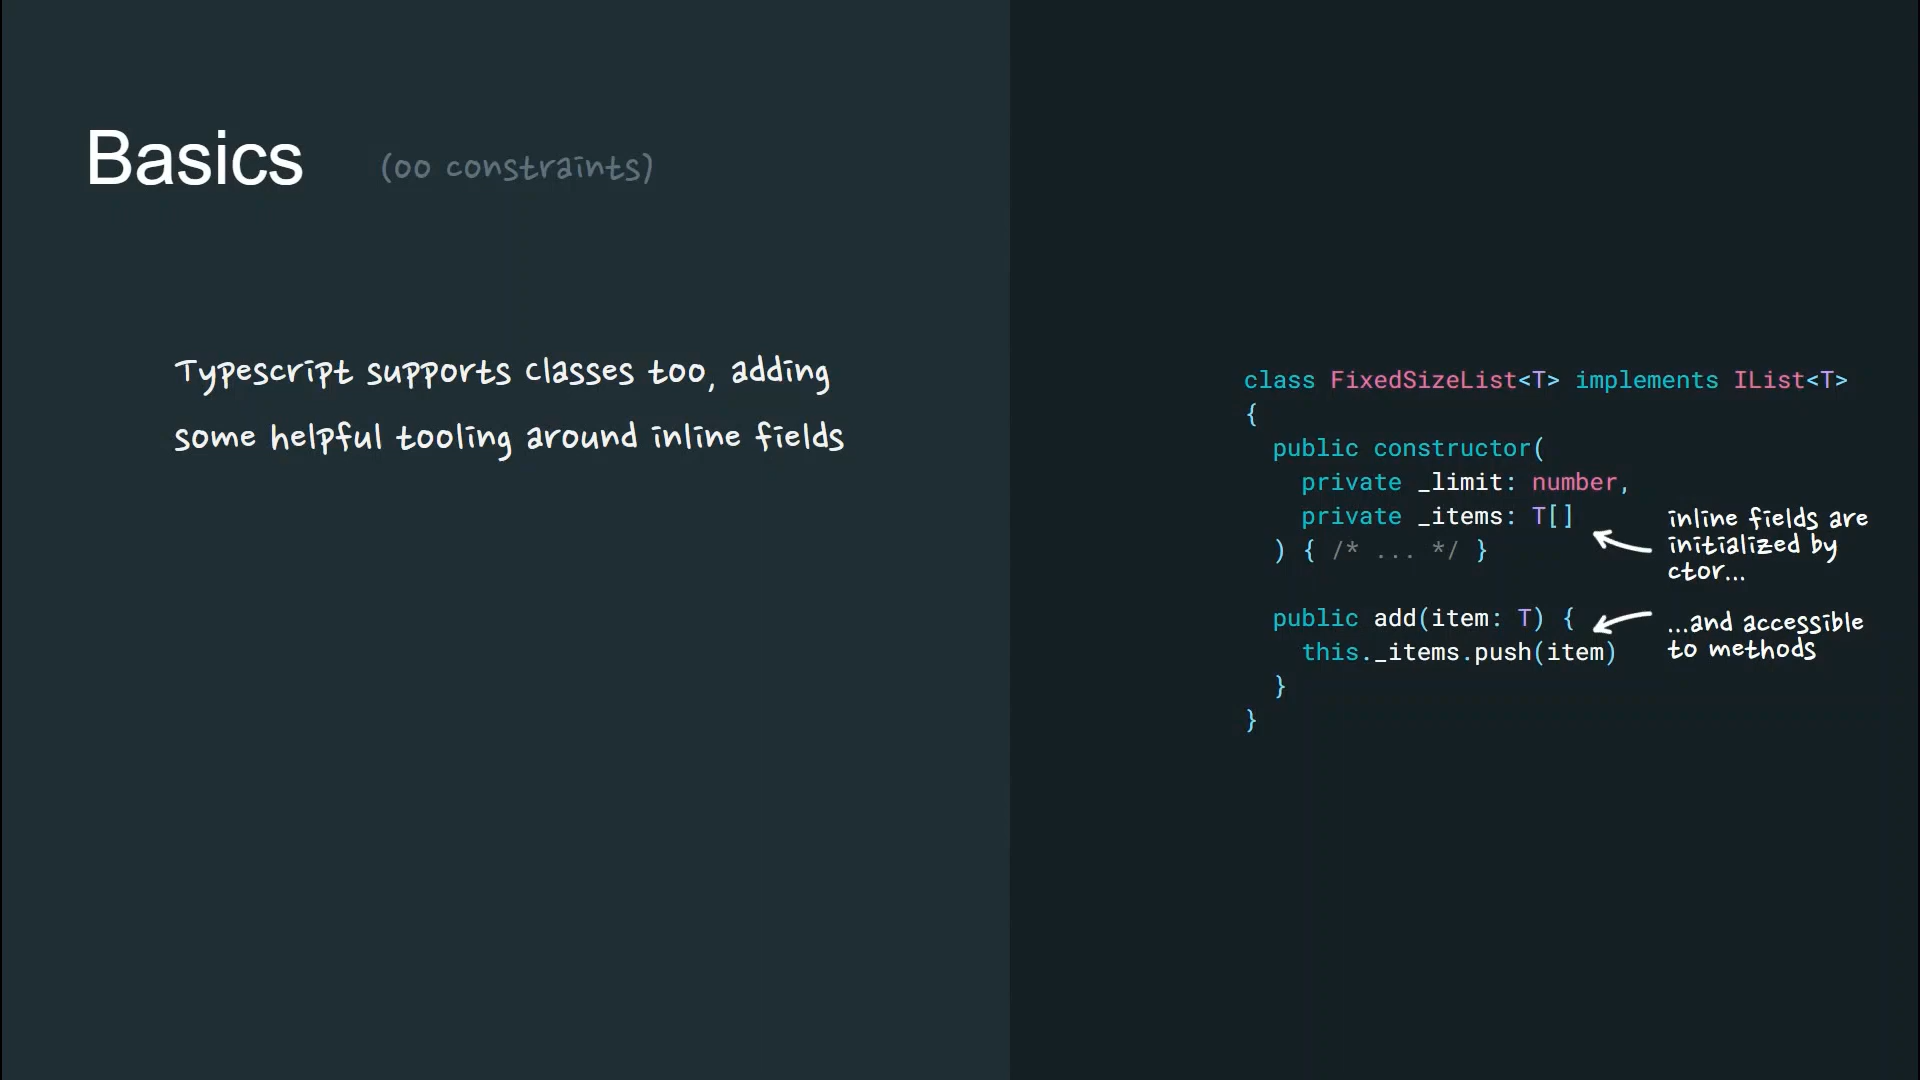 Basics (oo constraints)
Typescript supports classes too, adding
some helpful tooling around inline fields
class FixedSizeList<T> implements IList<T>
{
  public constructor(
    private _limit: number,
    private _items: T[]
  ) { /* ... */ }
  public add(item: T) {
    this._items.push(item)
  }
}
inline fields are
initialized by
ctor...
...and accessible
to methods